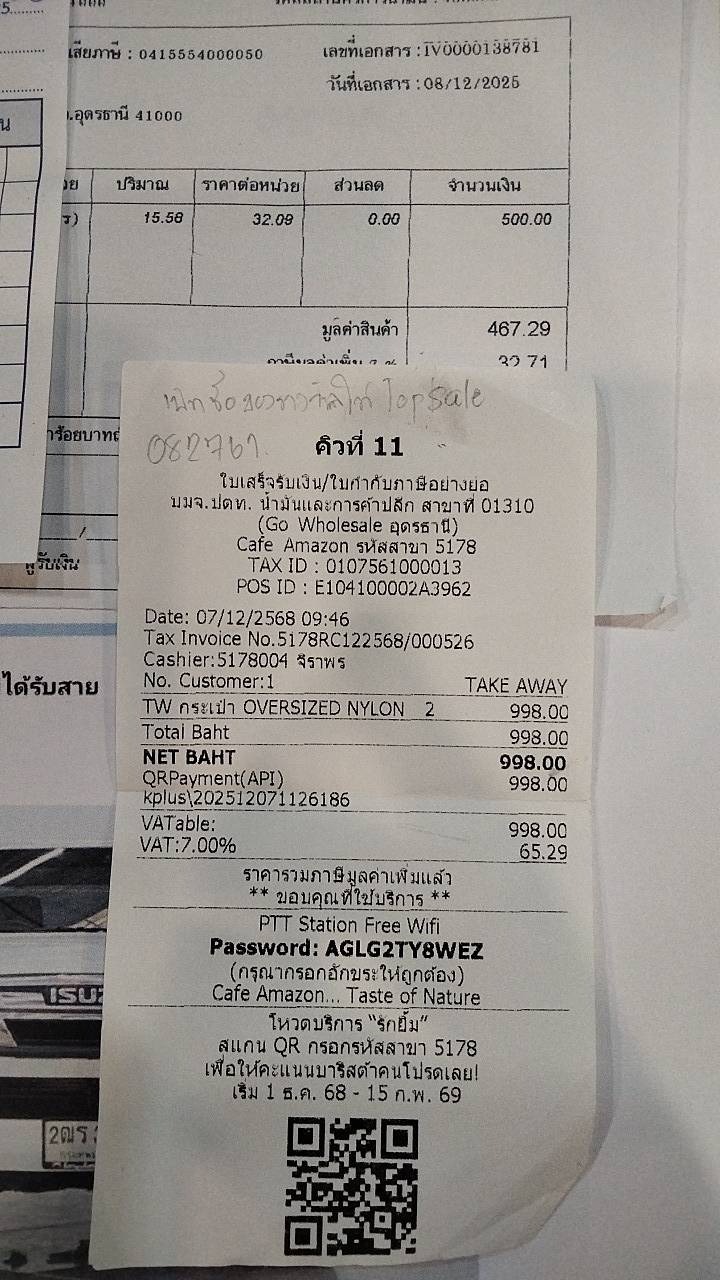 เสียภาษี : 0415554000050
เลขที่เอกสาร : IV0000138781
วันที่เอกสาร : 08/12/2025
.อุดรธานี 41000
ปริมาณ ราคาต่อหน่วย ส่วนลด จำนวนเงิน
15.58 32.09 0.00 500.00
มูลค่าสินค้า 467.29
32.71
ผู้รับเงิน
Top Sale
082767
คิวที่ 11
ใบเสร็จรับเงิน/ใบกำกับภาษีอย่างย่อ
บมจ.ปตท. น้ำมันและการค้าปลีก สาขาที่ 01310
(Go Wholesale อุดรธานี)
Cafe Amazon รหัสสาขา 5178
TAX ID : 0107561000013
POS ID : E104100002A3962
Date: 07/12/2568 09:46
Tax Invoice No.5178RC122568/000526
Cashier:5178004 จิราพร
No. Customer:1 TAKE AWAY
TW กระเป๋า OVERSIZED NYLON 2 998.00
Total Baht 998.00
NET BAHT 998.00
QRPayment(API) 998.00
kplus\202512071126186
VATable: 998.00
VAT:7.00% 65.29
ราคารวมภาษีมูลค่าเพิ่มแล้ว
** ขอบคุณที่ใช้บริการ **
PTT Station Free Wifi
Password: AGLG2TY8WEZ
(กรุณากรอกอักขระให้ถูกต้อง)
Cafe Amazon... Taste of Nature
โหวตบริการ “รักยิ้ม”
สแกน QR กรอกรหัสสาขา 5178
เพื่อให้คะแนนบาริสต้าคนโปรดเลย!
เริ่ม 1 ธ.ค. 68 - 15 ก.พ. 69
ได้รับสาย
ISUZ
2ฒร